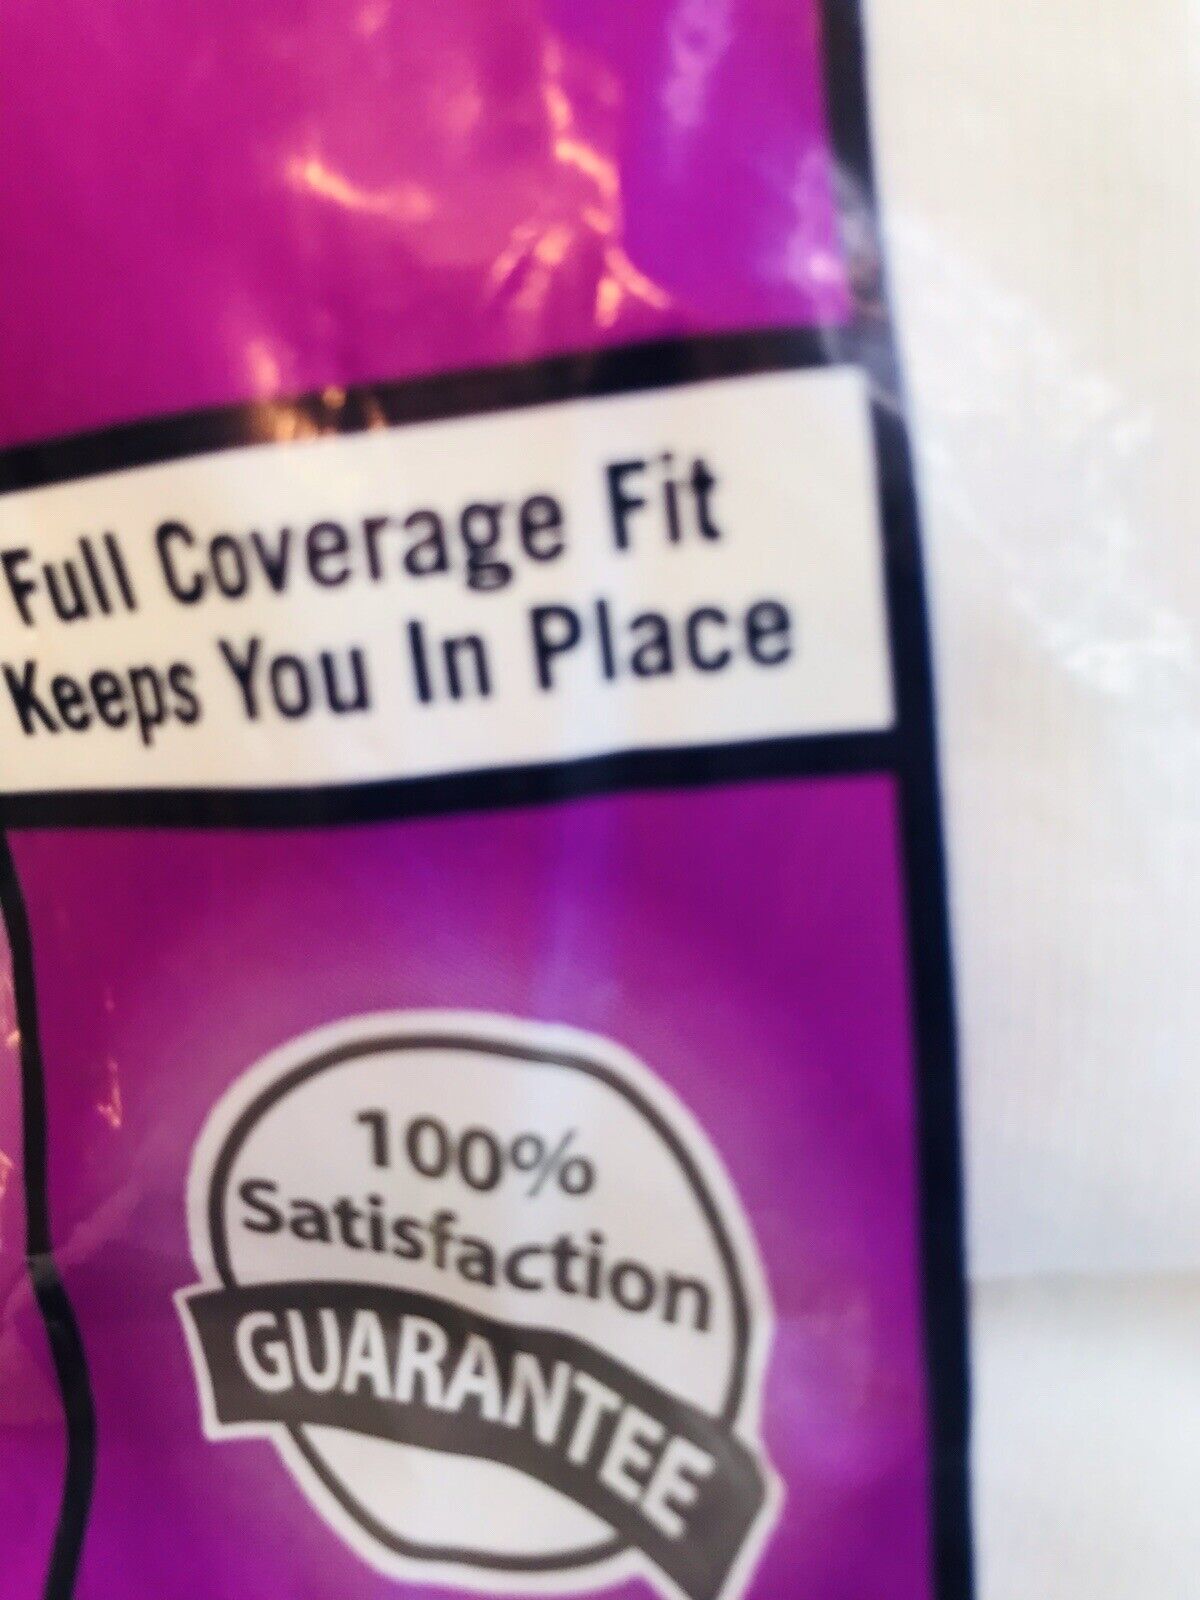 Full Coverage Fit
Keeps You In Place
100%
Satisfaction
GUARANTEE